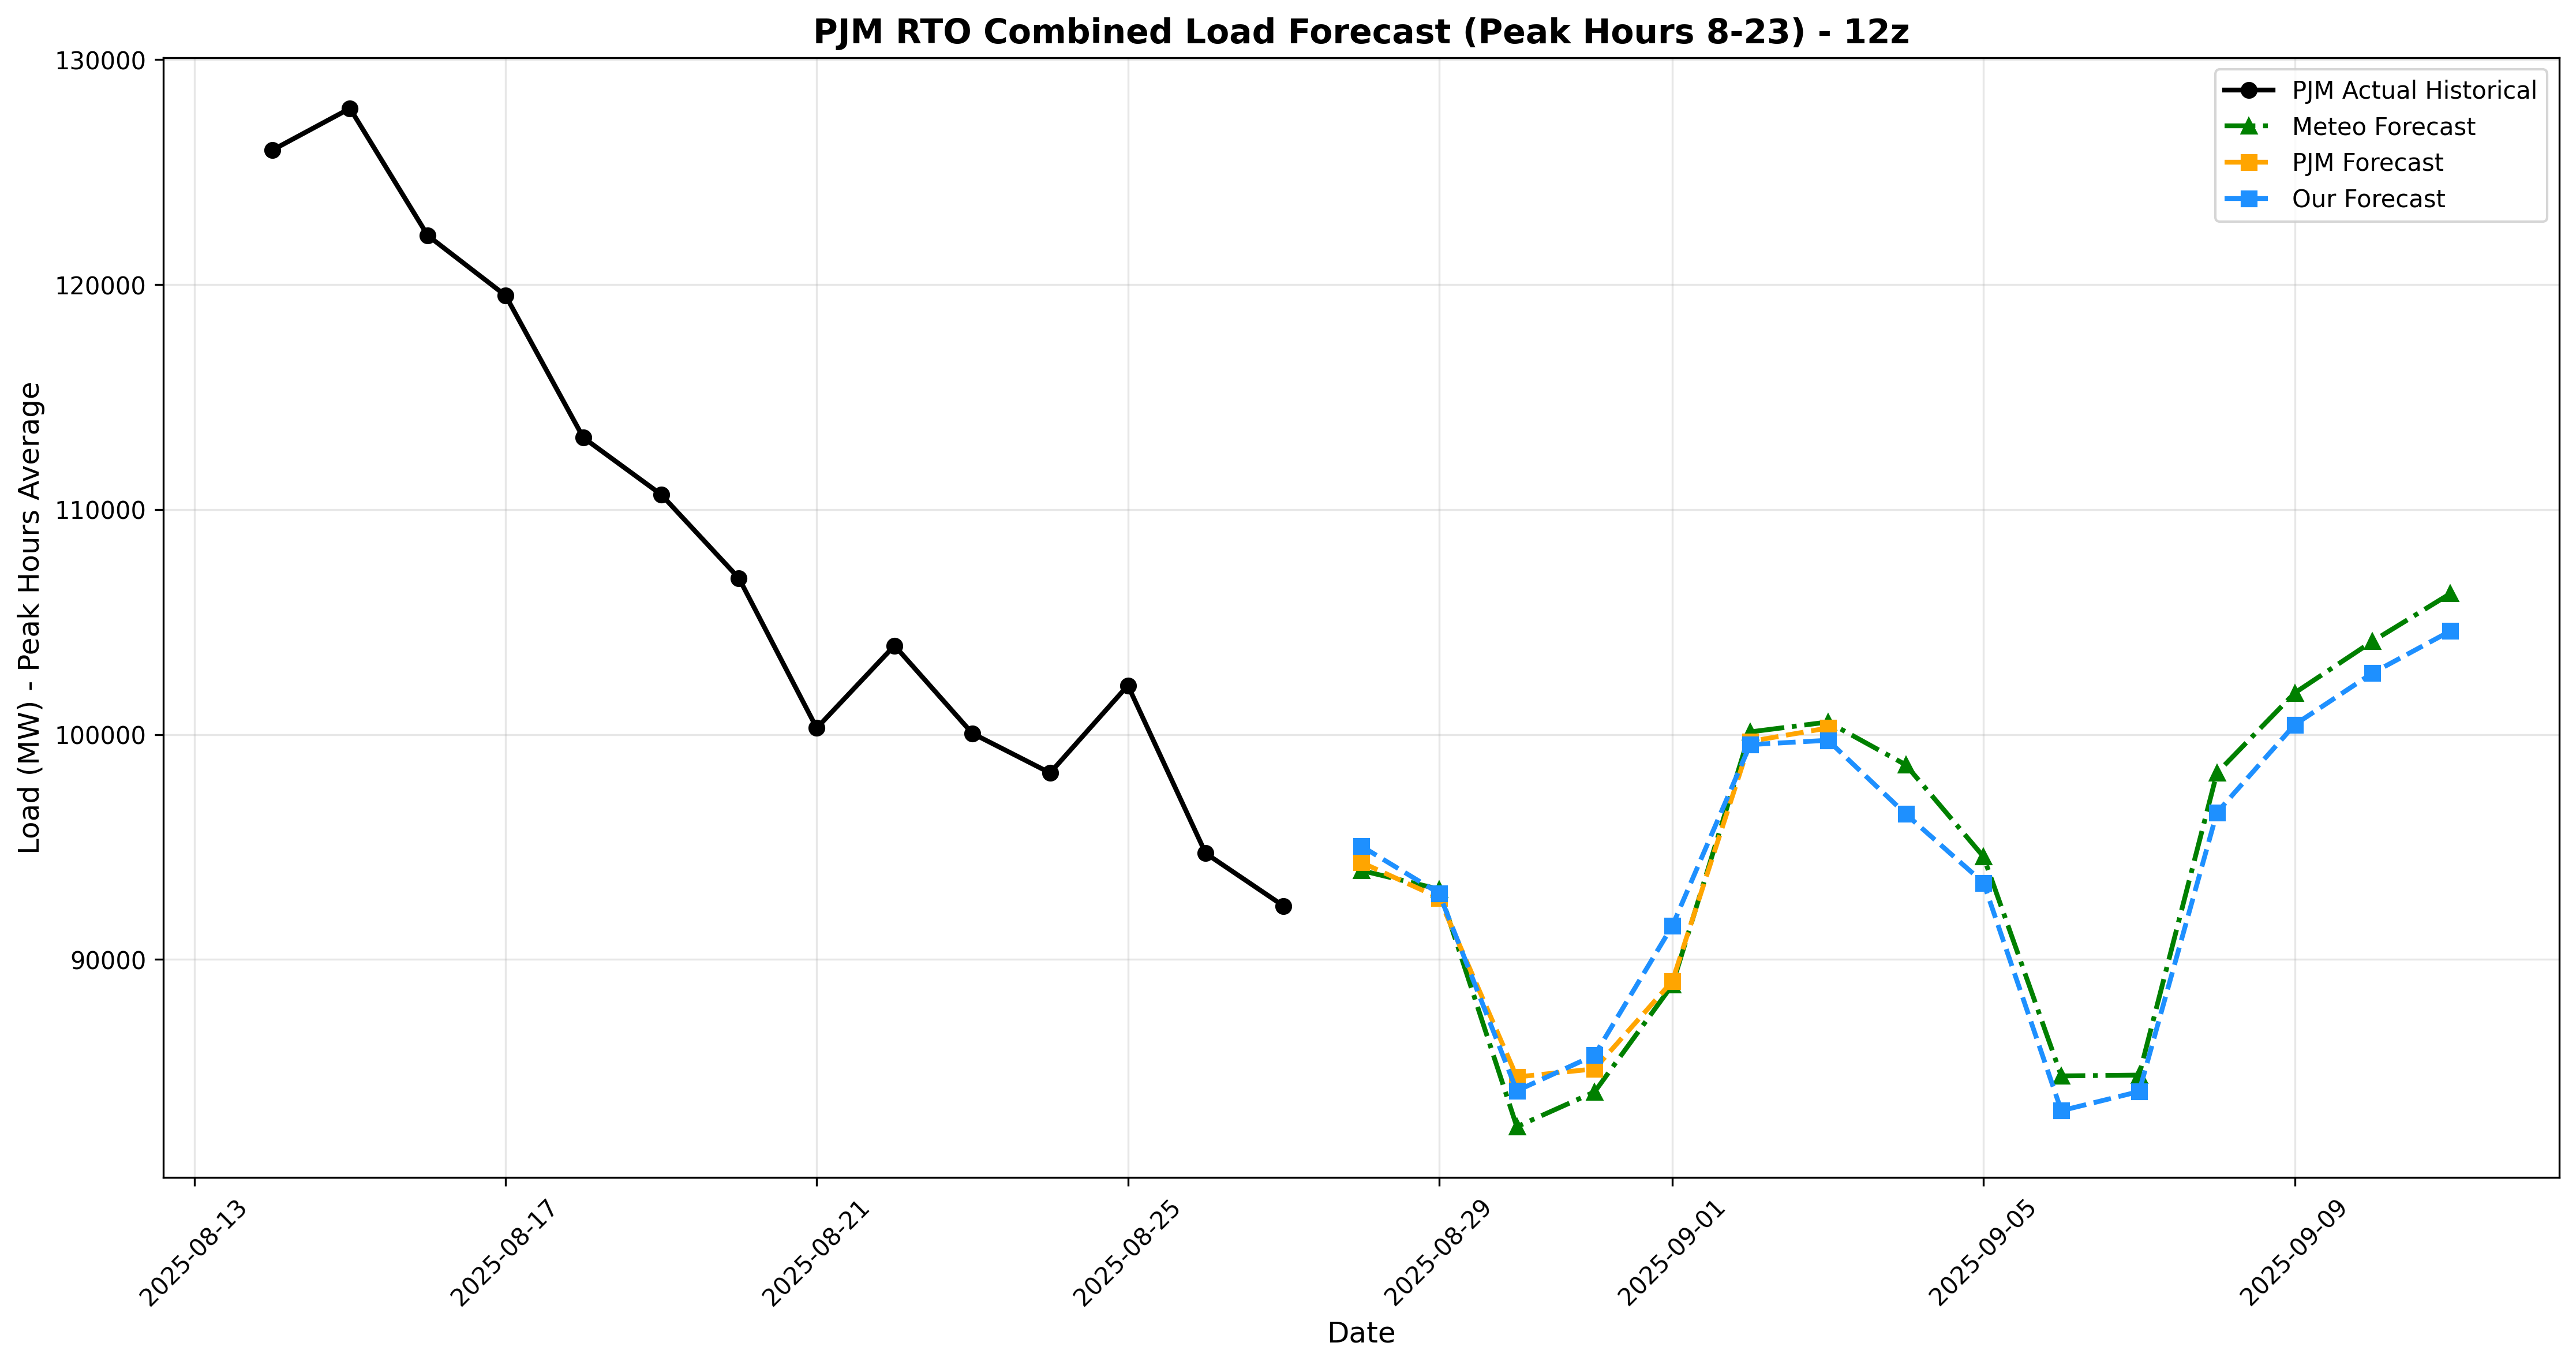 PJM RTO Combined Load Forecast (Peak Hours 8-23) - 12z
PJM Actual Historical
Meteo Forecast
PJM Forecast
Our Forecast
Load (MW) - Peak Hours Average
130000
120000
110000
100000
90000
2025-08-13
2025-08-17
2025-08-21
2025-08-25
2025-08-29
2025-09-01
2025-09-05
2025-09-09
Date